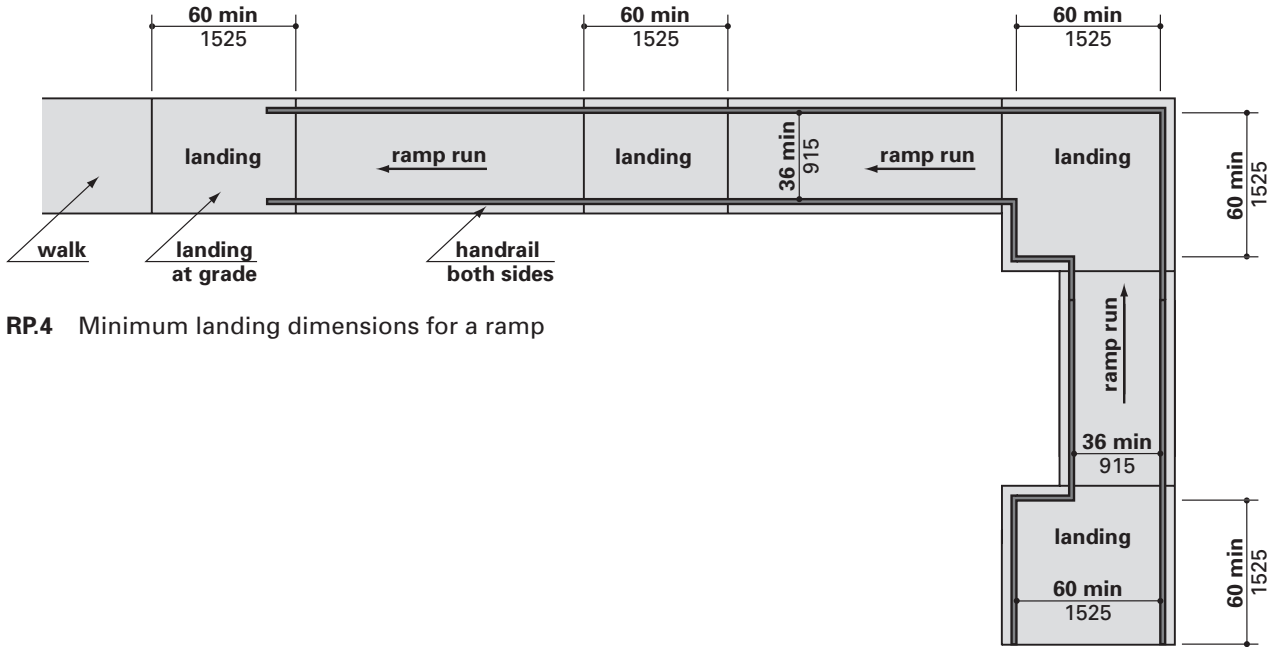 60 min
1525
60 min
1525
60 min
1525
landing
ramp run
landing
36 min
915
ramp run
landing
60 min
1525
walk
landing
at grade
handrail
both sides
RP.4 Minimum landing dimensions for a ramp
ramp run
36 min
915
landing
60 min
1525
60 min
1525